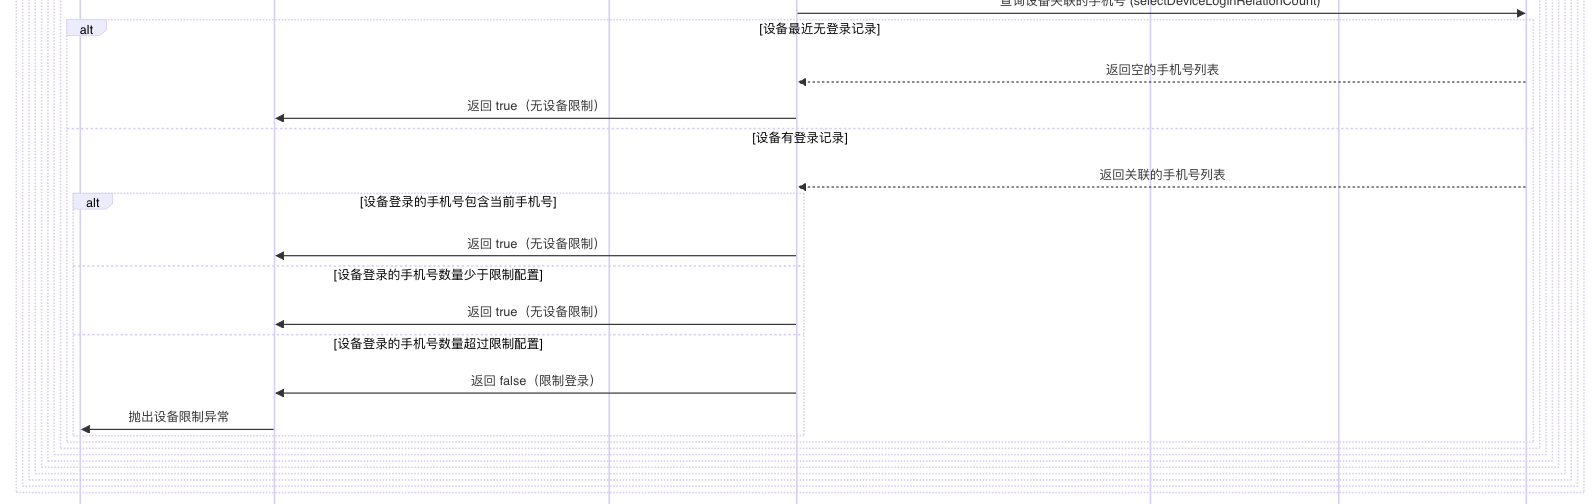 查询设备关联的手机号 (selectDeviceLoginRelationCount)
alt
[设备最近无登录记录]
返回空的手机号列表
返回 true（无设备限制）
[设备有登录记录]
返回关联的手机号列表
alt
[设备登录的手机号包含当前手机号]
返回 true（无设备限制）
[设备登录的手机号数量少于限制配置]
返回 true（无设备限制）
[设备登录的手机号数量超过限制配置]
返回 false（限制登录）
抛出设备限制异常